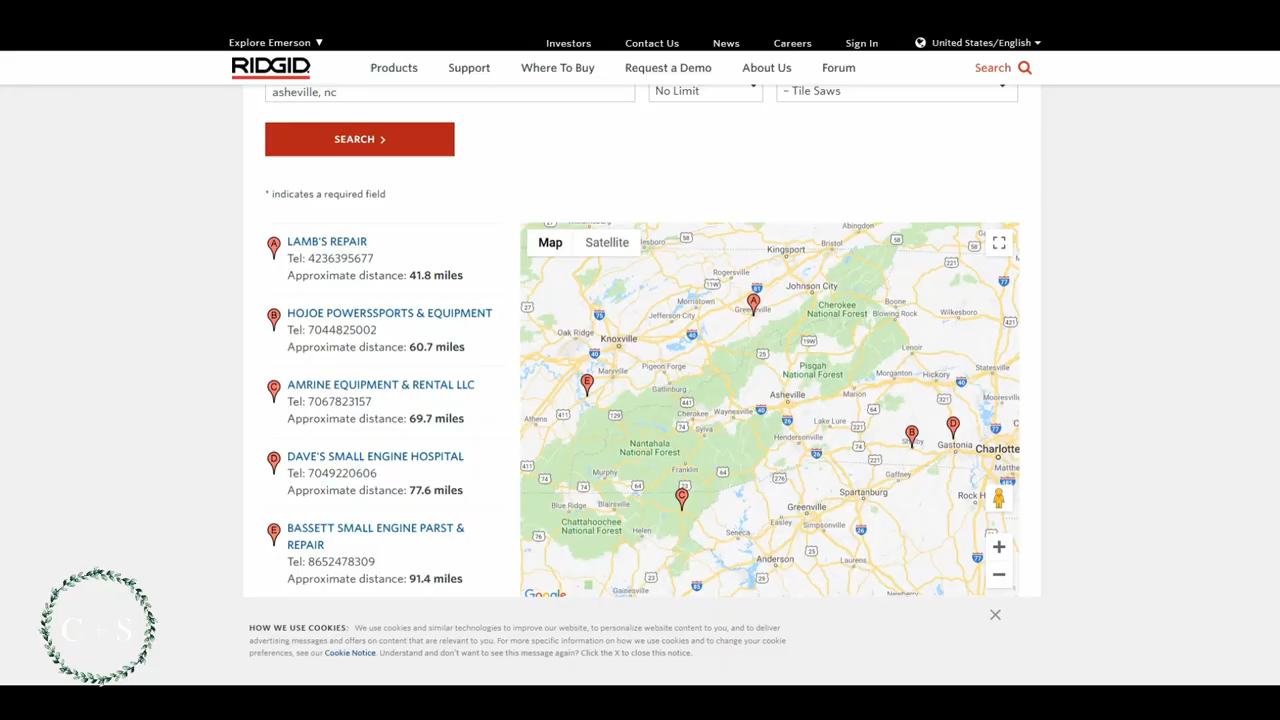 Explore Emerson ▼
Investors
Contact Us
News
Careers
Sign In
United States/English
RIDGID
Products
Support
Where To Buy
Request a Demo
About Us
Forum
Search
asheville, nc
No Limit
– Tile Saws
SEARCH >
* indicates a required field
A
LAMB'S REPAIR
Tel: 4236395677
Approximate distance: 41.8 miles
B
HOJOE POWERSSPORTS & EQUIPMENT
Tel: 7044825002
Approximate distance: 60.7 miles
C
AMRINE EQUIPMENT & RENTAL LLC
Tel: 7067823157
Approximate distance: 69.7 miles
D
DAVE'S SMALL ENGINE HOSPITAL
Tel: 7049220606
Approximate distance: 77.6 miles
E
BASSETT SMALL ENGINE PARST &
REPAIR
Tel: 8652478309
Approximate distance: 91.4 miles
Map
Satellite
Abingdon
Kingsport
Bristol
Rogersville
Johnson City
Morristown
Greeneville
Cherokee
National Forest
Boone
Blowing Rock
Wilkesboro
Jefferson City
Oak Ridge
Knoxville
Lenoir
Statesville
Maryville
Pigeon Forge
Pisgah
National Forest
Morganton
Hickory
Gatlinburg
Asheville
Marion
Athens
Cherokee
Waynesville
Lake Lure
Sylva
Hendersonville
Shelby
Gastonia
Charlotte
Nantahala
National Forest
Franklin
Murphy
Gaffney
Rock H
Spartanburg
Blue Ridge
Blairsville
Greenville
Chattahoochee
National Forest
Helen
Easley
Simpsonville
Anderson
Laurens
Gainesville
Newberry
Google
HOW WE USE COOKIES: We use cookies and similar technologies to improve our website, to personalize website content to you, and to deliver
advertising messages and offers on content that are relevant to you. For more specific information on how we use cookies and to change your cookie
preferences, see our Cookie Notice. Understand and don't want to see this message again? Click the X to close this notice.
C + S